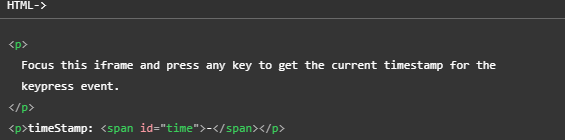 HTML->
<p>
Focus this iframe and press any key to get the current timestamp for the
keypress event.
</p>
<p>timeStamp: <span id="time">-</span></p>